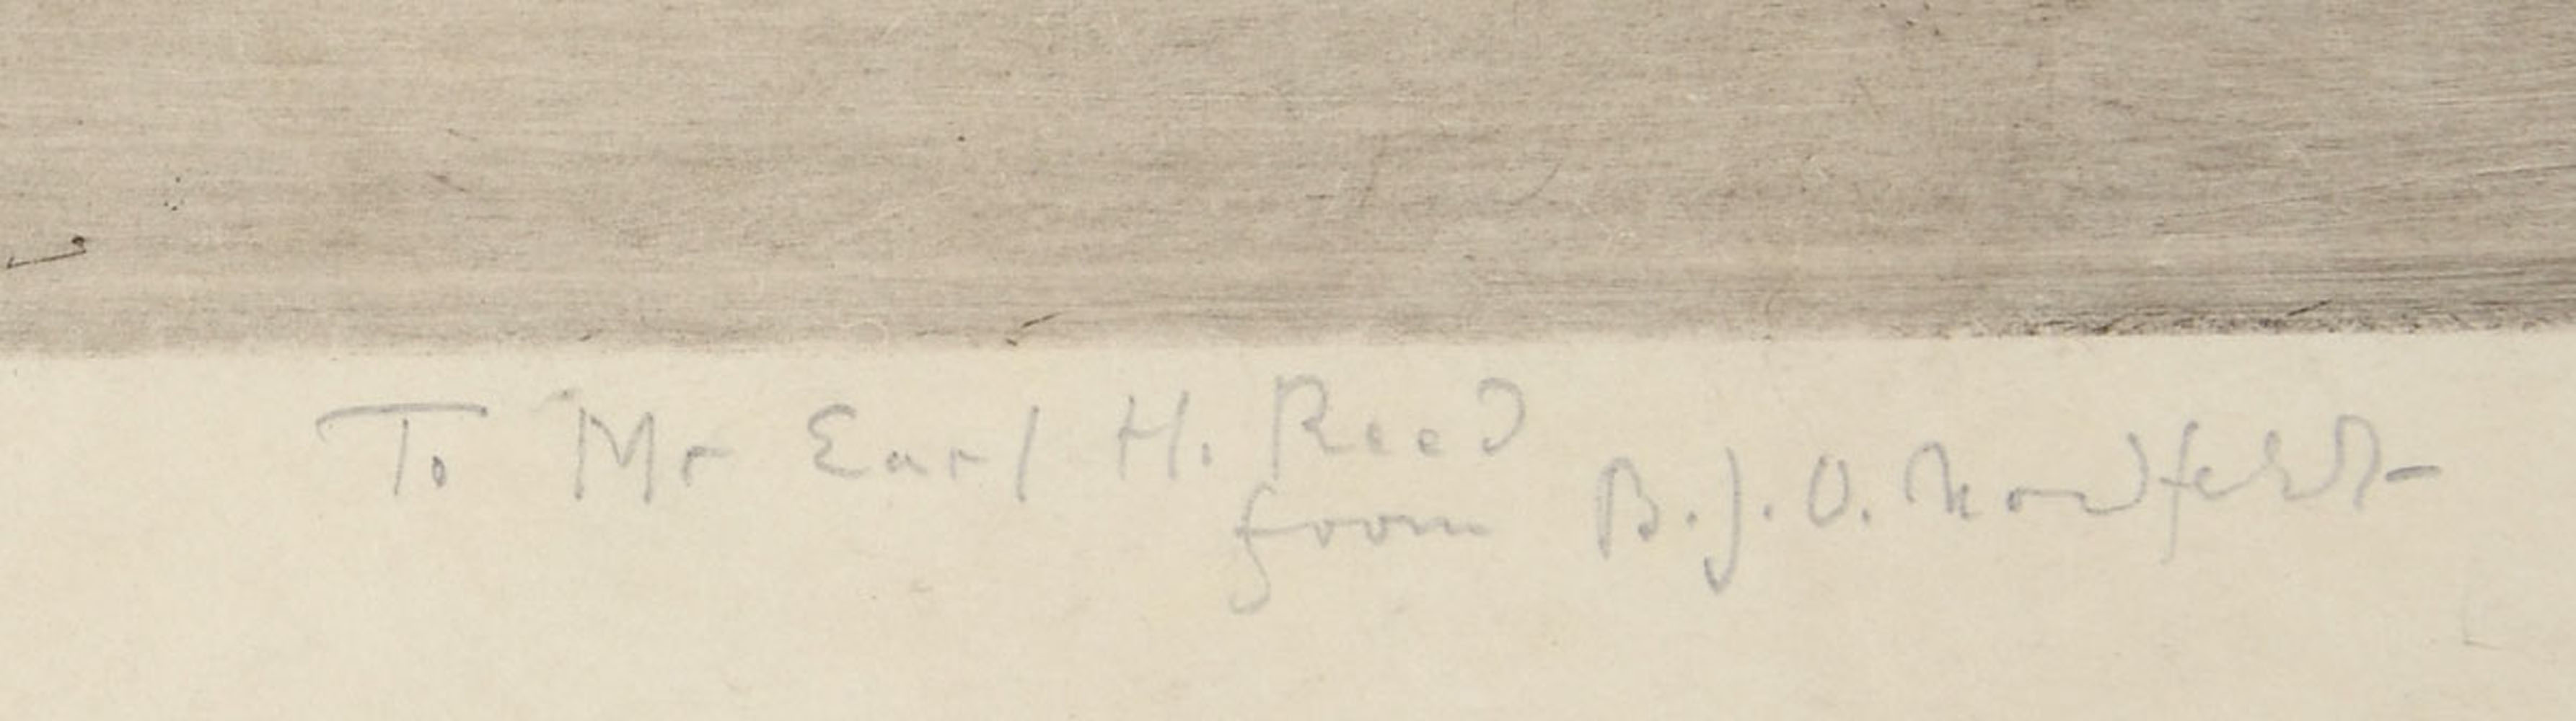 To Mr Earl H. Reed
from B.J.O. Nordfeldt